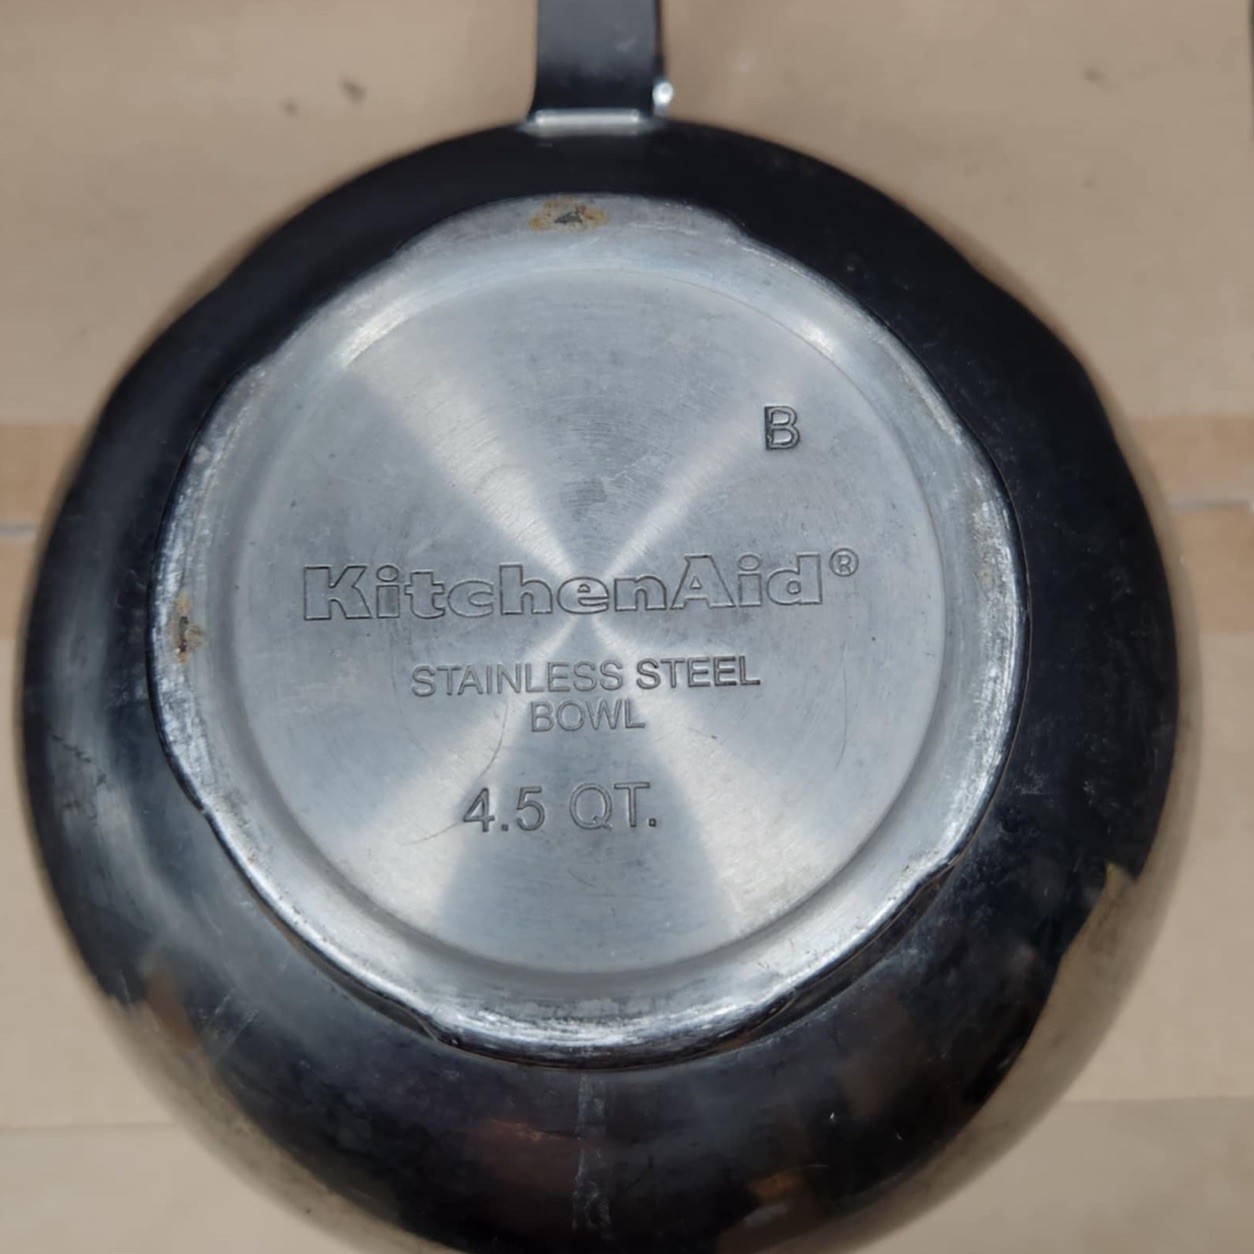 B
KitchenAid®
STAINLESS STEEL
BOWL
4.5 QT.